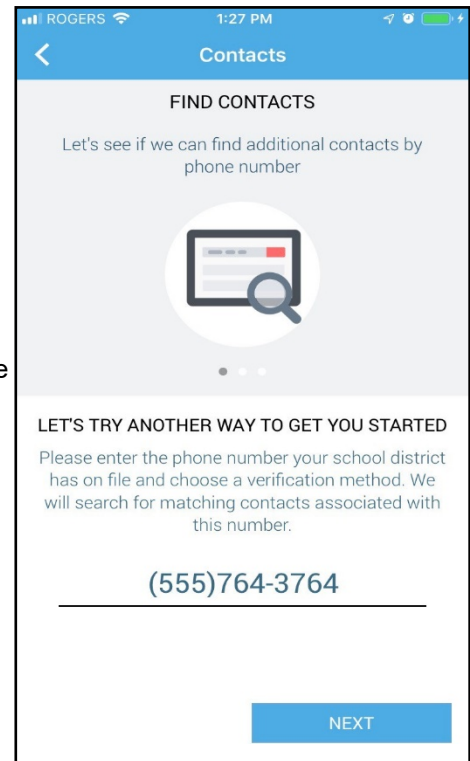 ROGERS 1:27 PM
Contacts
FIND CONTACTS
Let's see if we can find additional contacts by
phone number
e
LET'S TRY ANOTHER WAY TO GET YOU STARTED
Please enter the phone number your school district
has on file and choose a verification method. We
will search for matching contacts associated with
this number.
(555)764-3764
NEXT